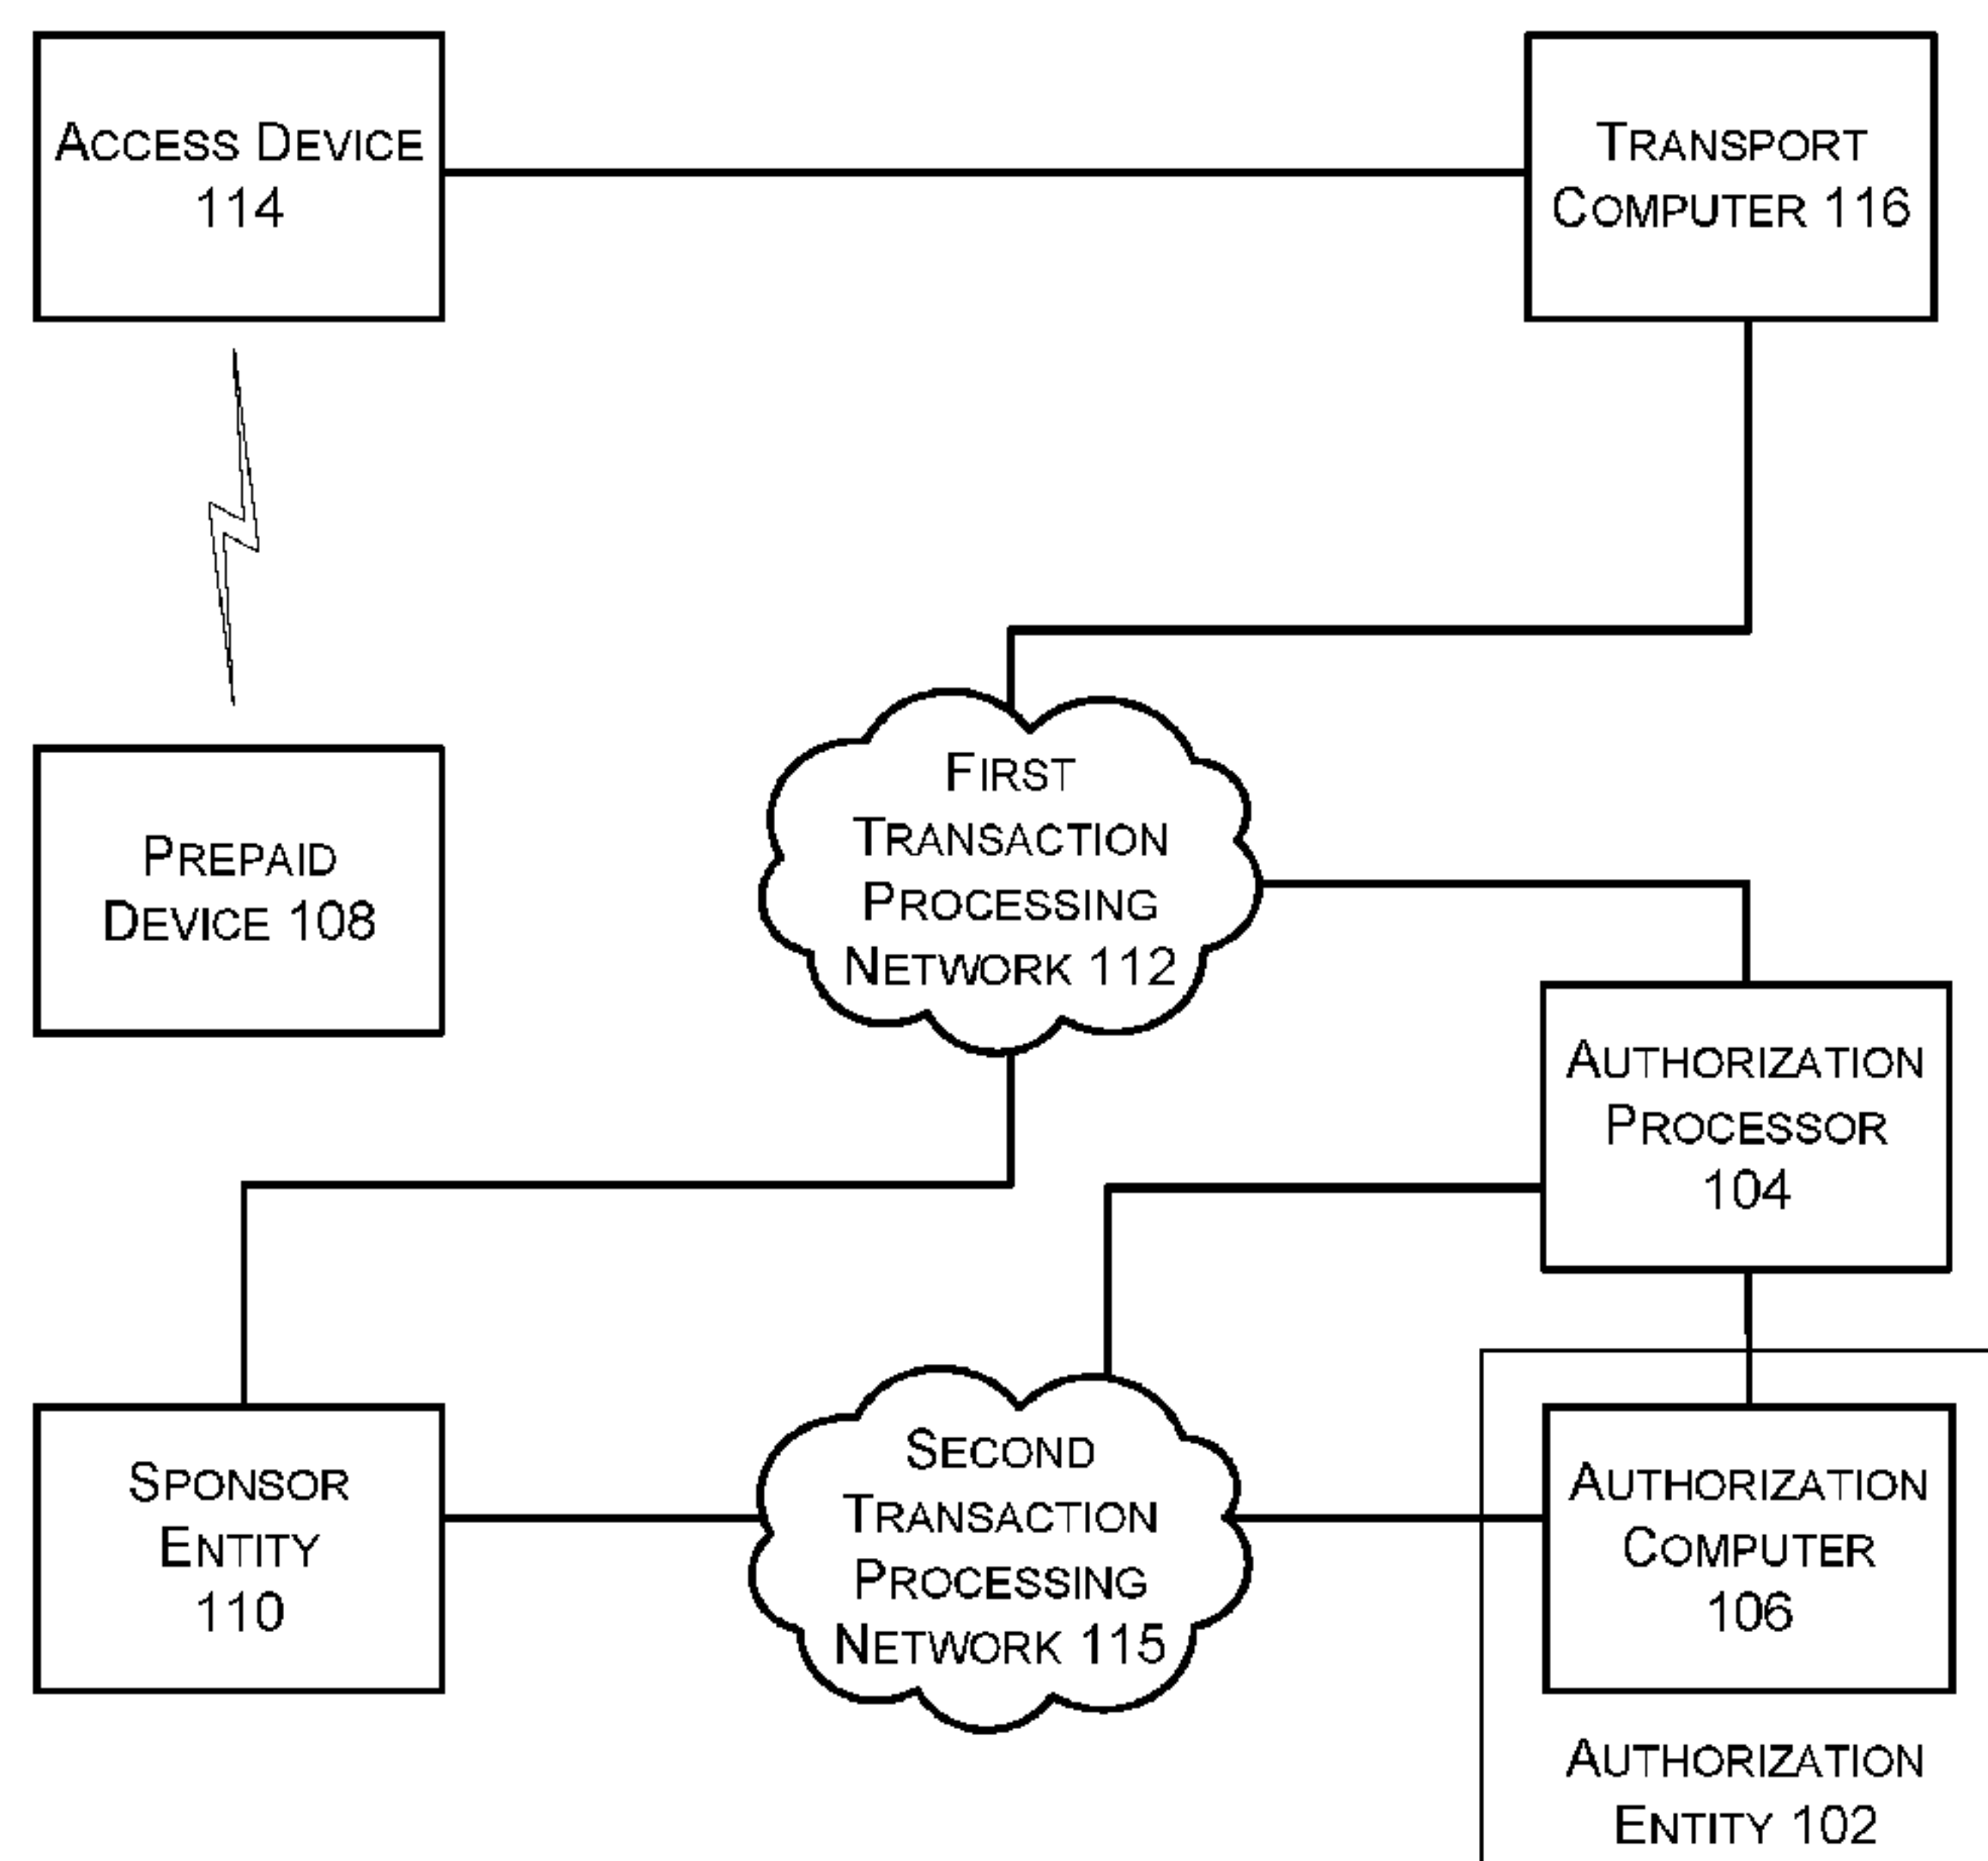 ACCESS DEVICE
114
TRANSPORT
COMPUTER 116
PREPAID
DEVICE 108
FIRST
TRANSACTION
PROCESSING
NETWORK 112
AUTHORIZATION
PROCESSOR
104
SPONSOR
ENTITY
110
SECOND
TRANSACTION
PROCESSING
NETWORK 115
AUTHORIZATION
COMPUTER
106
AUTHORIZATION
ENTITY 102